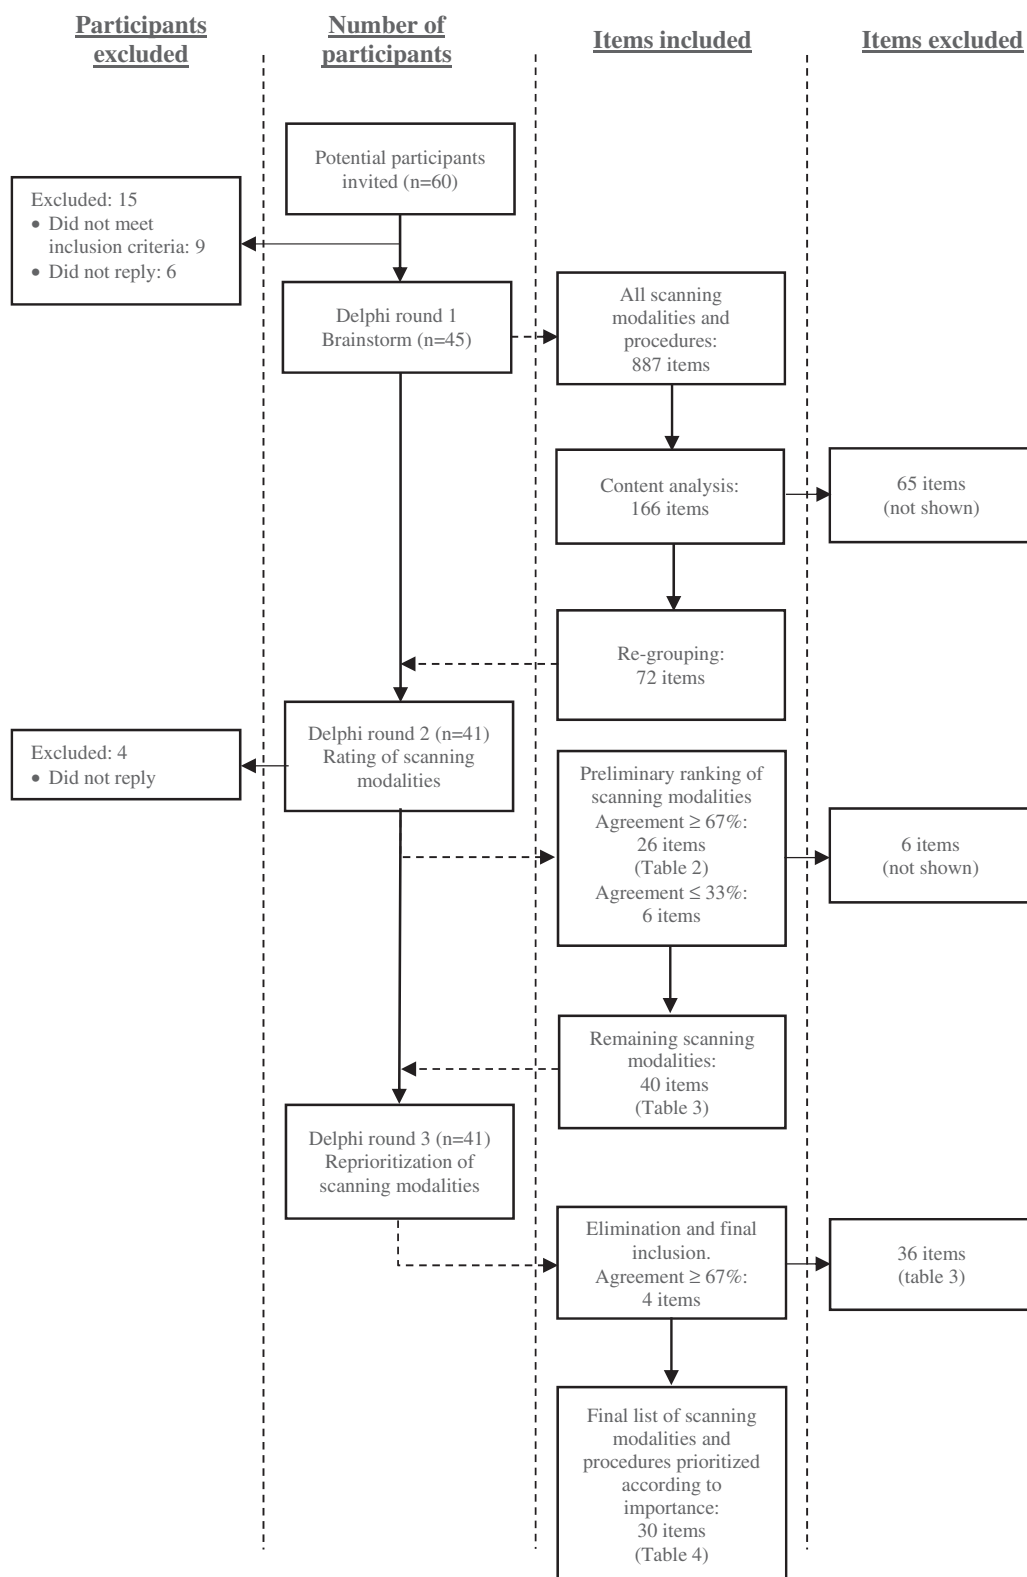 Participants
excluded
Number of
participants
Items included
Items excluded
Potential participants
invited (n=60)
Excluded: 15
• Did not meet
inclusion criteria: 9
• Did not reply: 6
Delphi round 1
Brainstorm (n=45)
All scanning
modalities and
procedures:
887 items
Content analysis:
166 items
65 items
(not shown)
Re-grouping:
72 items
Delphi round 2 (n=41)
Rating of scanning
modalities
Excluded: 4
• Did not reply
Preliminary ranking of
scanning modalities
Agreement ≥ 67%:
26 items
(Table 2)
Agreement ≤ 33%:
6 items
6 items
(not shown)
Remaining scanning
modalities:
40 items
(Table 3)
Delphi round 3 (n=41)
Reprioritization of
scanning modalities
Elimination and final
inclusion.
Agreement ≥ 67%:
4 items
36 items
(table 3)
Final list of scanning
modalities and
procedures prioritized
according to
importance:
30 items
(Table 4)